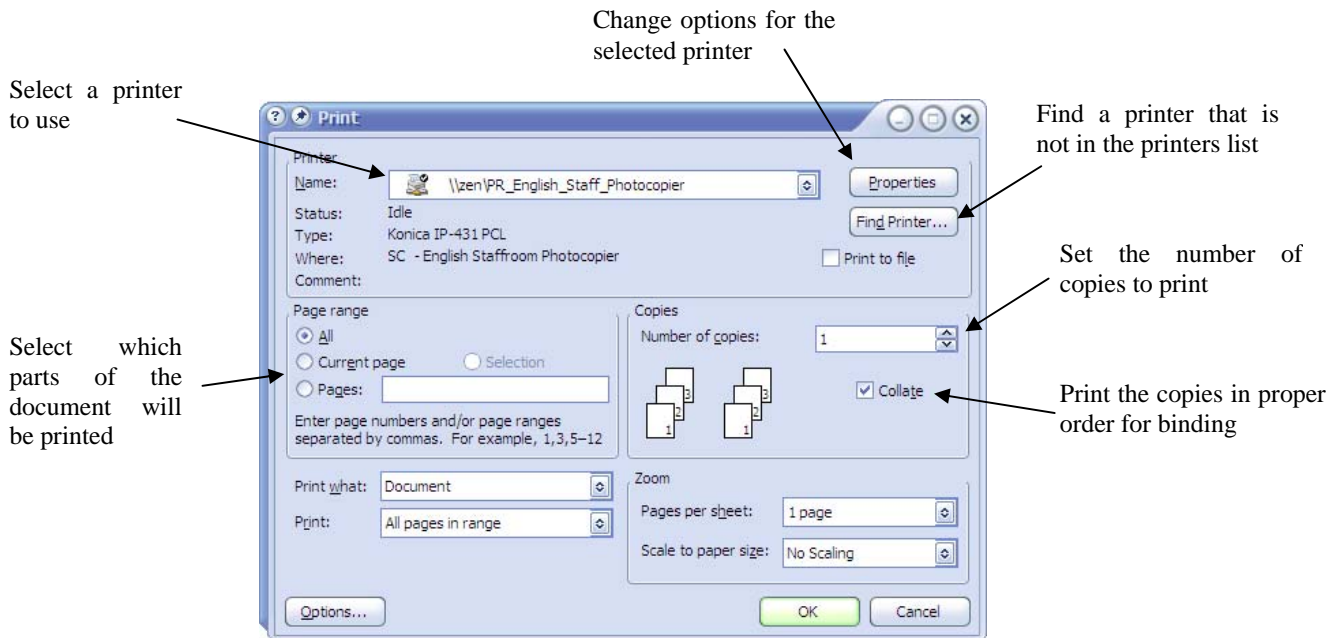 Change options for the
selected printer
Select a printer
to use
Find a printer that is
not in the printers list
Set the number of
copies to print
Select which
parts of the
document will
be printed
Print the copies in proper
order for binding
? Print
Printer
Name: \\zen\PR_English_Staff_Photocopier Properties
Status: Idle Find Printer...
Type: Konica IP-431 PCL
Where: SC - English Staffroom Photocopier Print to file
Comment:
Page range
All
Current page Selection
Pages:
Enter page numbers and/or page ranges
separated by commas. For example, 1,3,5–12
Copies
Number of copies: 1
1 2 3 1 2 3
Collate
Print what: Document
Print: All pages in range
Zoom
Pages per sheet: 1 page
Scale to paper size: No Scaling
Options... OK Cancel